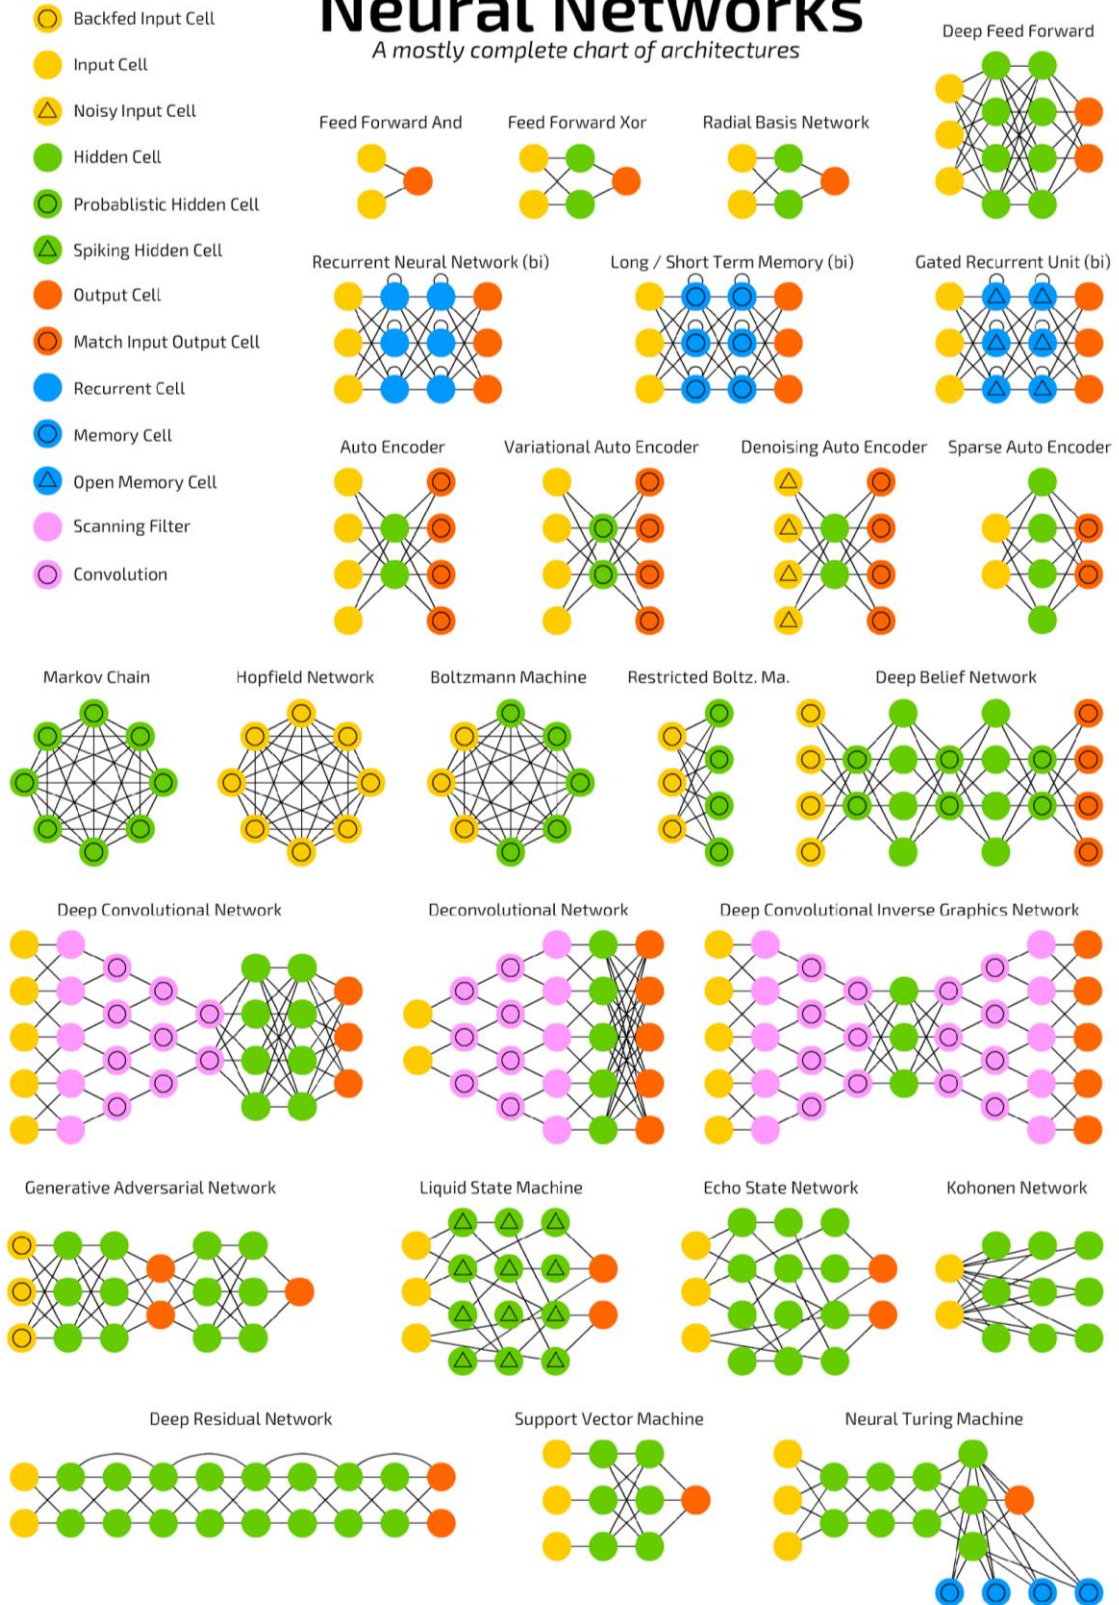 Neural Networks
A mostly complete chart of architectures
Backfed Input Cell
Input Cell
Noisy Input Cell
Hidden Cell
Probablistic Hidden Cell
Spiking Hidden Cell
Output Cell
Match Input Output Cell
Recurrent Cell
Memory Cell
Open Memory Cell
Scanning Filter
Convolution
Deep Feed Forward
Feed Forward And
Feed Forward Xor
Radial Basis Network
Recurrent Neural Network (bi)
Long / Short Term Memory (bi)
Gated Recurrent Unit (bi)
Auto Encoder
Variational Auto Encoder
Denoising Auto Encoder
Sparse Auto Encoder
Markov Chain
Hopfield Network
Boltzmann Machine
Restricted Boltz. Ma.
Deep Belief Network
Deep Convolutional Network
Deconvolutional Network
Deep Convolutional Inverse Graphics Network
Generative Adversarial Network
Liquid State Machine
Echo State Network
Kohonen Network
Deep Residual Network
Support Vector Machine
Neural Turing Machine